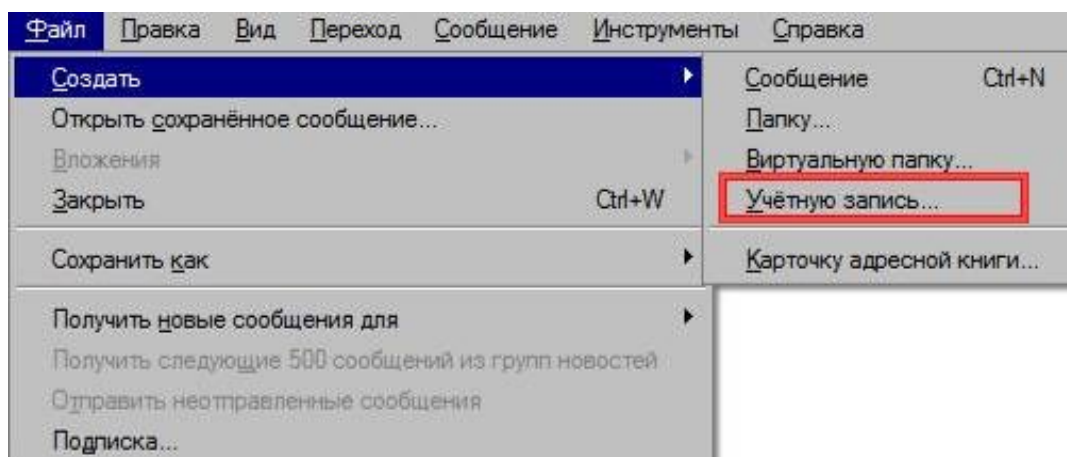 Файл Правка Вид Переход Сообщение Инструменты Справка
Создать
Открыть сохранённое сообщение...
Вложения
Закрыть Ctrl+W
Сохранить как
Получить новые сообщения для
Получить следующие 500 сообщений из групп новостей
Отправить неотправленные сообщения
Подписка...
Сообщение Ctrl+N
Папку...
Виртуальную папку...
Учётную запись...
Карточку адресной книги...